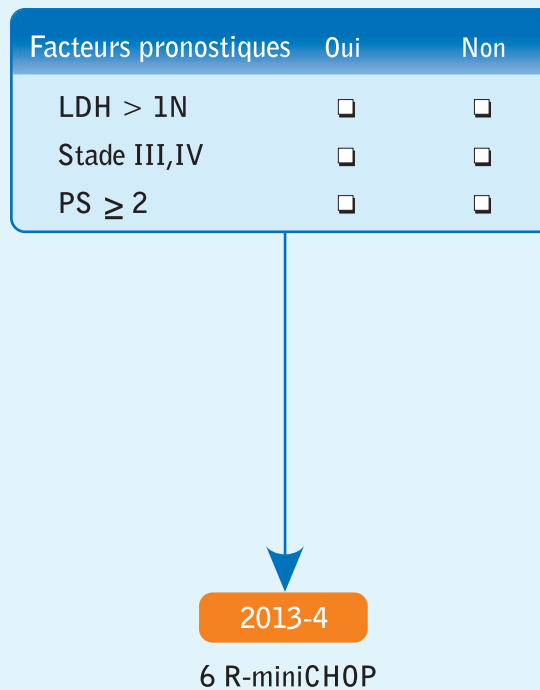 Facteurs pronostiques Oui Non
LDH > 1N ❑ ❑
Stade III,IV ❑ ❑
PS ≥ 2 ❑ ❑
2013-4
6 R-miniCHOP